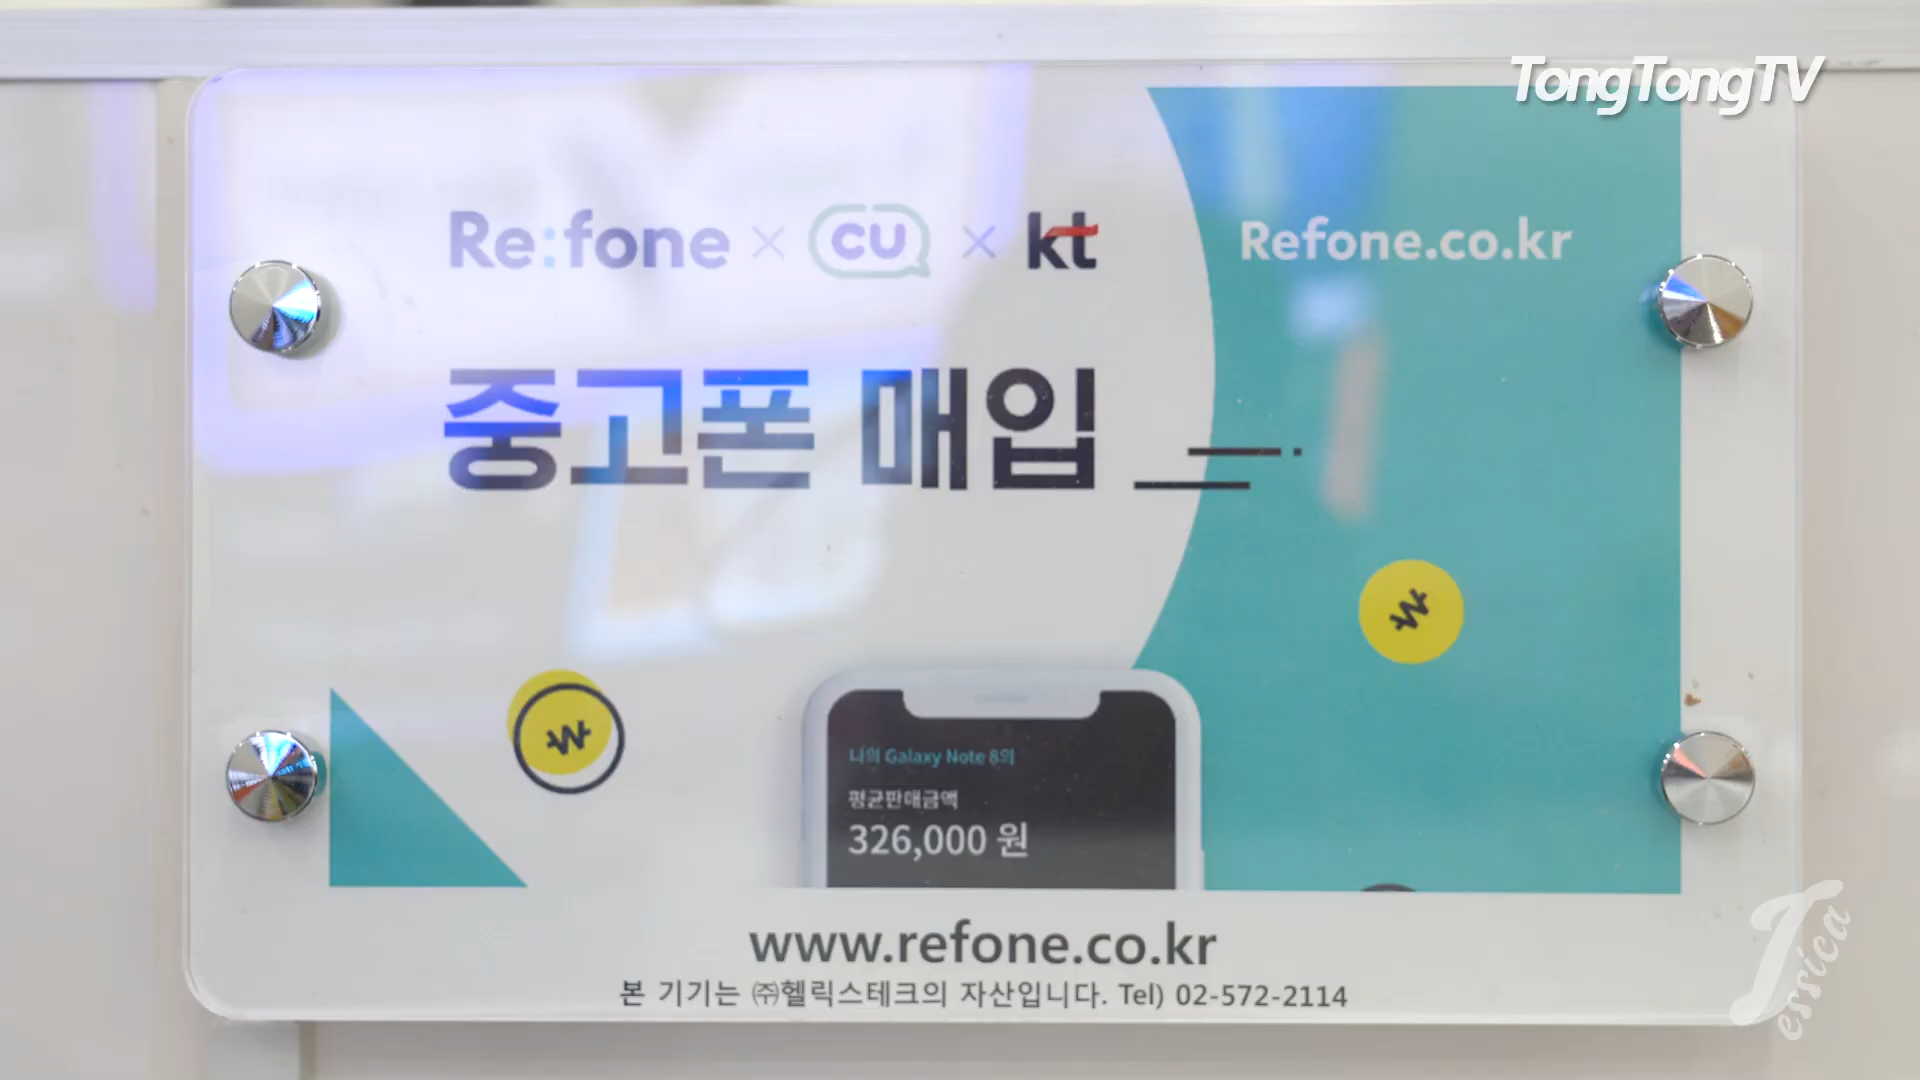 TongTongTV
Re:fone × CU × kt
Refone.co.kr
중고폰 매입
₩
₩
나의 Galaxy Note 8의
평균판매금액
326,000 원
www.refone.co.kr
본 기기는 ㈜헬릭스테크의 자산입니다. Tel) 02-572-2114
Jessica